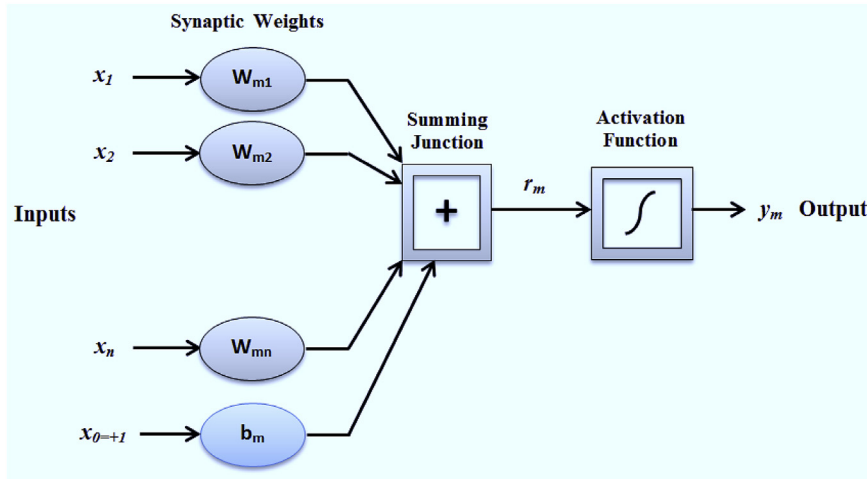 Synaptic Weights
x1
Wm1
x2
Wm2
Summing
Junction
Activation
Function
Inputs
+
rm
ym
Output
xn
Wmn
x0=+1
bm